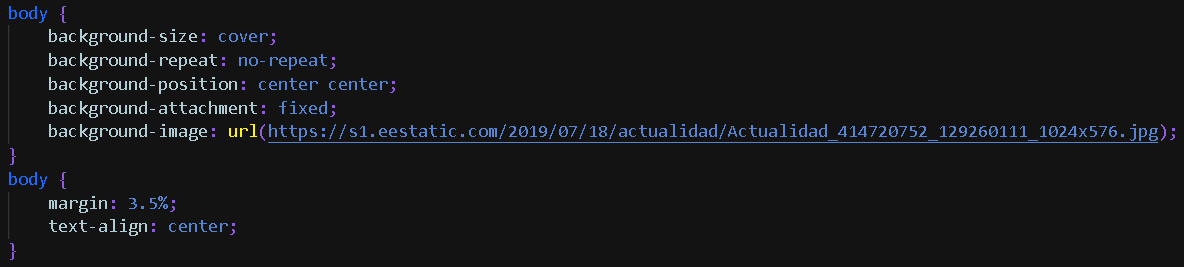 body {
    background-size: cover;
    background-repeat: no-repeat;
    background-position: center center;
    background-attachment: fixed;
    background-image: url(https://s1.eestatic.com/2019/07/18/actualidad/Actualidad_414720752_129260111_1024x576.jpg);
}
body {
    margin: 3.5%;
    text-align: center;
}